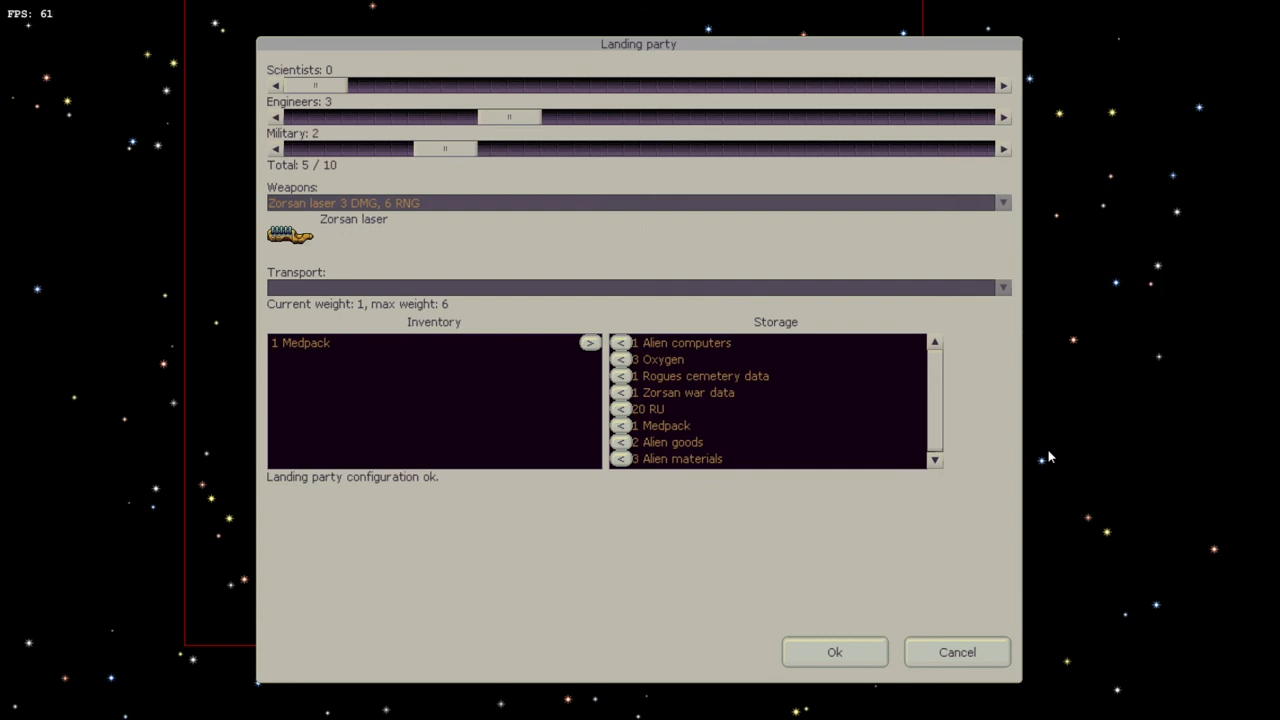 FPS: 61
Landing party
Scientists: 0
Engineers: 3
Military: 2
Total: 5 / 10
Weapons:
Zorsan laser 3 DMG, 6 RNG
Zorsan laser
Transport:
Current weight: 1, max weight: 6
Inventory
Storage
1 Medpack
>
< 1 Alien computers
< 3 Oxygen
< 1 Rogues cemetery data
< 1 Zorsan war data
< 20 RU
< 1 Medpack
< 2 Alien goods
< 3 Alien materials
Landing party configuration ok.
Ok
Cancel